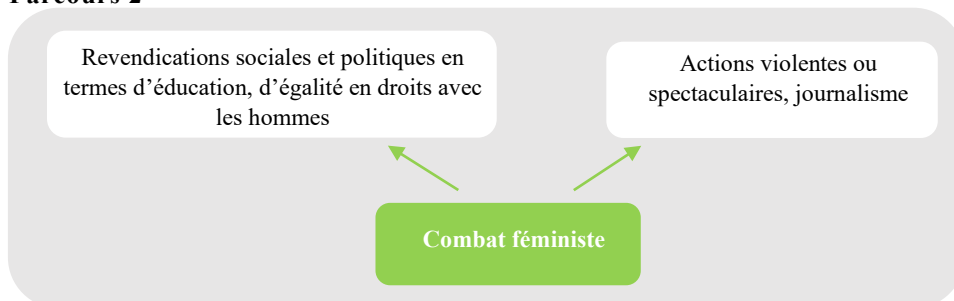 Parcours 2
Revendications sociales et politiques en
termes d’éducation, d’égalité en droits avec
les hommes
Actions violentes ou
spectaculaires, journalisme
Combat féministe